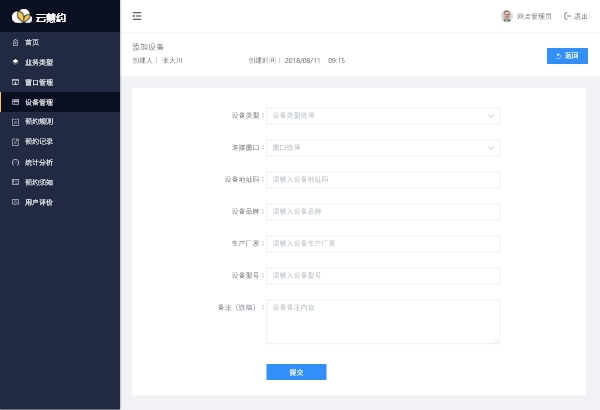 云慧约
网点管理员 退出
首页
业务类型
窗口管理
设备管理
预约规则
预约记录
统计分析
预约须知
用户评价
添加设备
创建人： 张大川 创建时间： 2018/08/11 09:15
返回
设备类型： 设备类型选择
连接窗口： 窗口选择
设备地址码： 请输入设备地址码
设备品牌： 请输入设备品牌
生产厂家： 请输入设备生产厂家
设备型号： 请输入设备型号
备注（选填）： 设备备注内容
提交